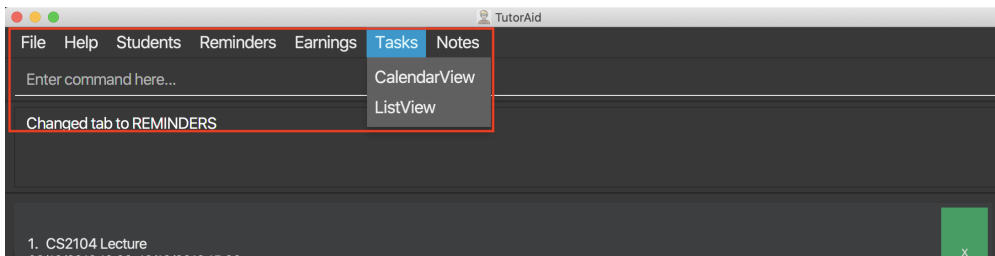 TutorAid
File Help Students Reminders Earnings Tasks Notes
Enter command here...
CalendarView
ListView
Changed tab to REMINDERS
1. CS2104 Lecture
X